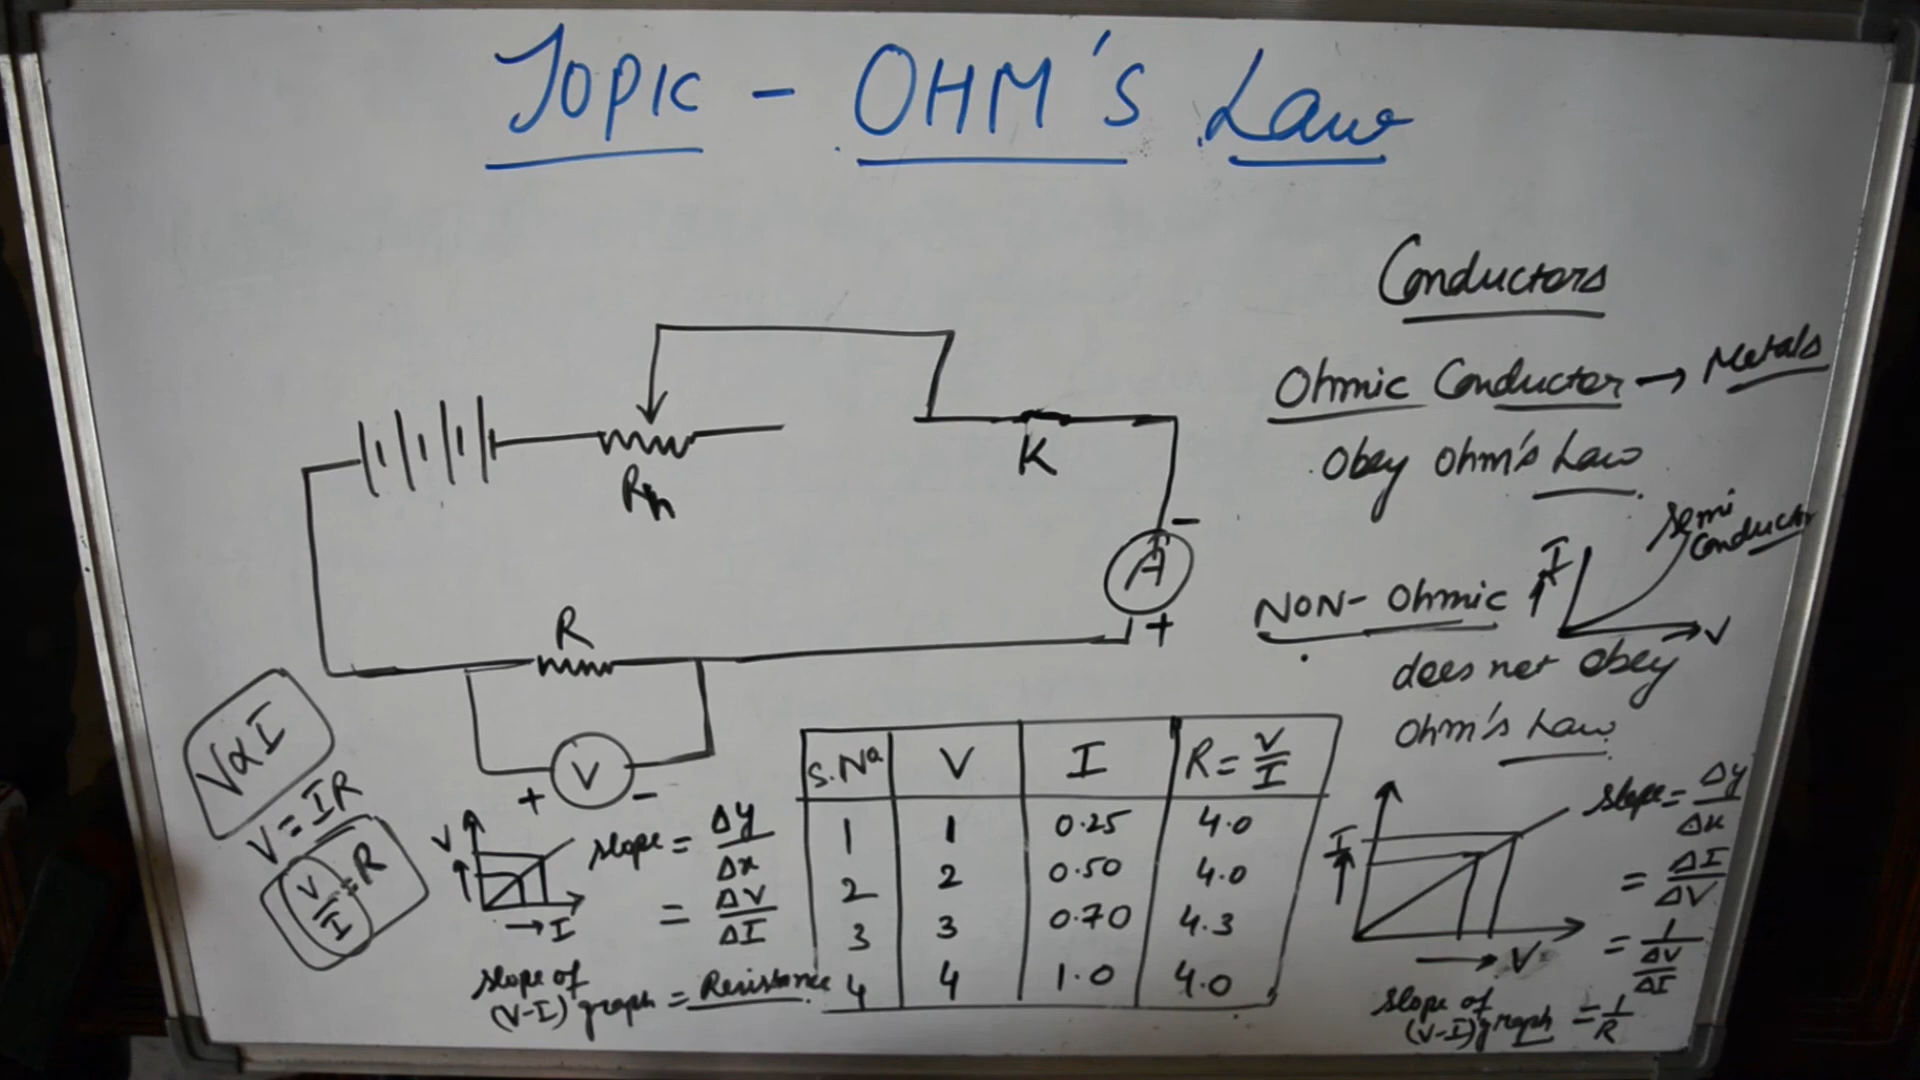 TOPIC - OHM'S Law
Conductors
Ohmic Conductor → Metals
Obey Ohm's Law
K
Rh
A
-
+
R
V
+
-
Semi
Conductor
I
V
NON-Ohmic
does not obey
Ohm's Law
V∝I
V=IR
V/I=R
V
I
slope = Δy/Δx
= ΔV/ΔI
slope of
(V-I) graph = Resistance
S.No V I R=V/I
1 1 0.25 4.0
2 2 0.50 4.0
3 3 0.70 4.3
4 4 1.0 4.0
I
V
slope = Δy/Δx
= ΔI/ΔV
= 1/(ΔV/ΔI)
slope of
(V-I) graph = 1/R